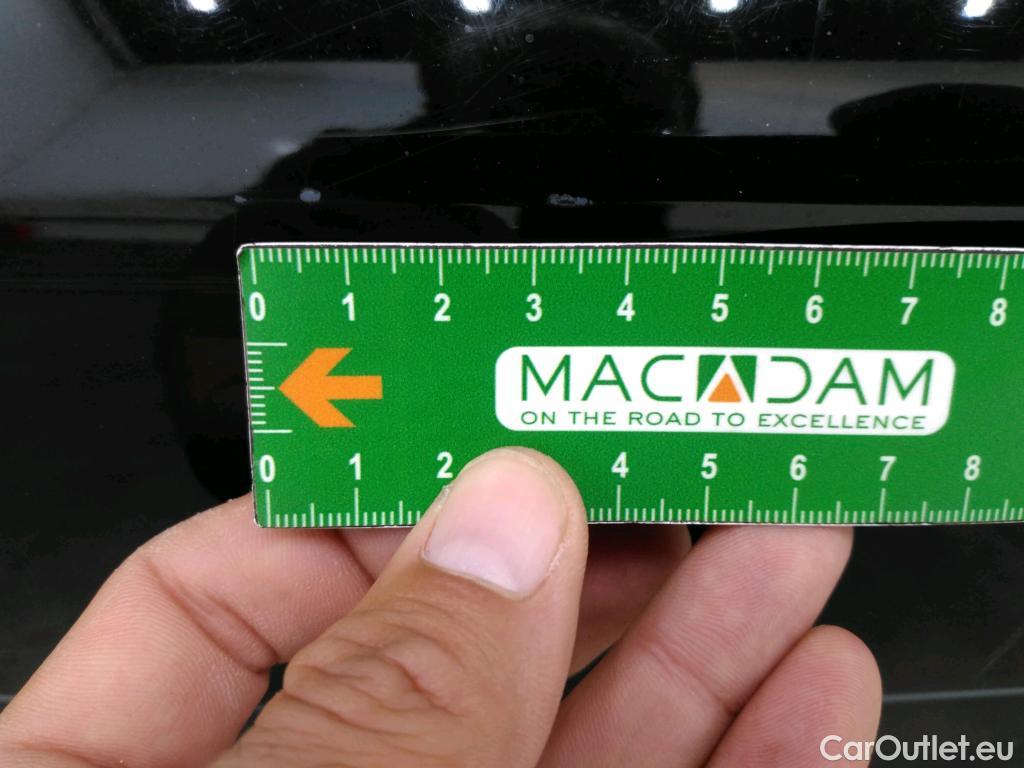 0 1 2 3 4 5 6 7 8
MACADAM
ON THE ROAD TO EXCELLENCE
0 1 2 4 5 6 7 8
CarOutlet.eu